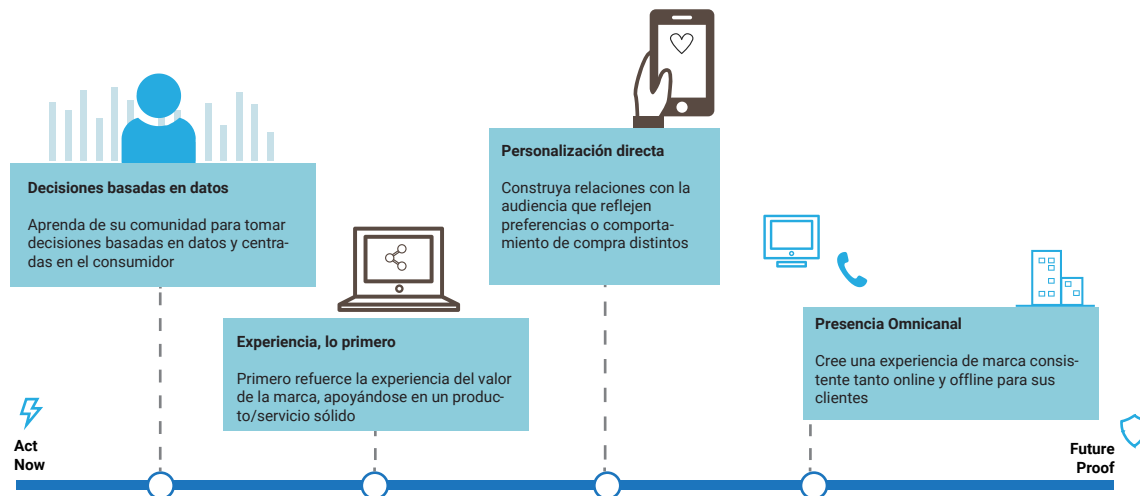 Decisiones basadas en datos
Aprenda de su comunidad para tomar
decisiones basadas en datos y centra-
das en el consumidor
Experiencia, lo primero
Primero refuerce la experiencia del valor
de la marca, apoyándose en un produc-
to/servicio sólido
Personalización directa
Construya relaciones con la
audiencia que reflejen
preferencias o comporta-
miento de compra distintos
Presencia Omnicanal
Cree una experiencia de marca consis-
tente tanto online y offline para sus
clientes
Act
Now
Future
Proof